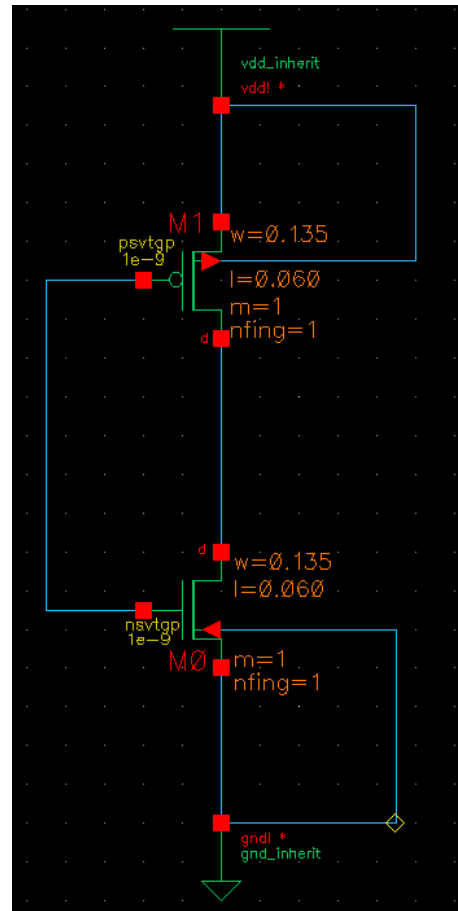 vdd_inherit
vdd! *
M1
w=0.135
psvtgp
1e-9
l=0.060
m=1
nfing=1
d
d
w=0.135
l=0.060
nsvtgp
1e-9
M0
m=1
nfing=1
gnd! *
gnd_inherit